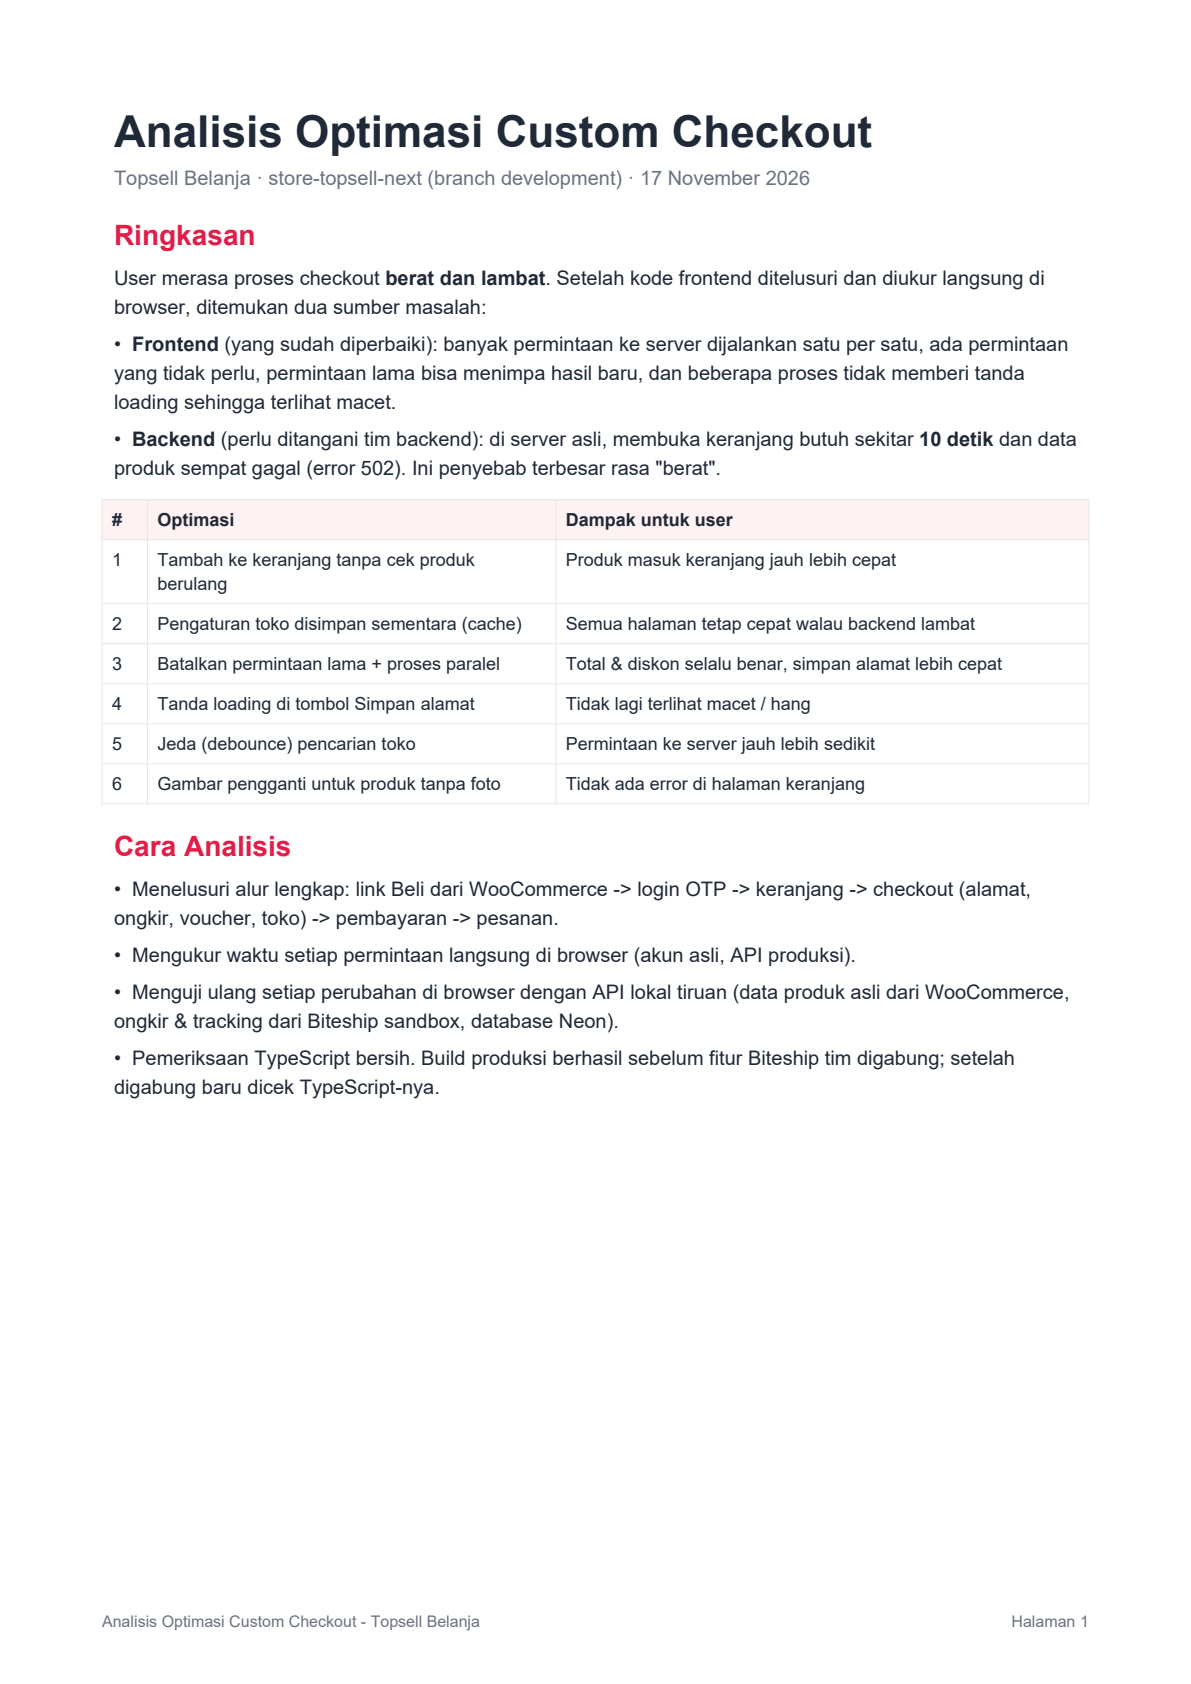 Analisis Optimasi Custom Checkout
Topsell Belanja · store-topsell-next (branch development) · 17 November 2026
Ringkasan
User merasa proses checkout berat dan lambat. Setelah kode frontend ditelusuri dan diukur langsung di
browser, ditemukan dua sumber masalah:
• Frontend (yang sudah diperbaiki): banyak permintaan ke server dijalankan satu per satu, ada permintaan
yang tidak perlu, permintaan lama bisa menimpa hasil baru, dan beberapa proses tidak memberi tanda
loading sehingga terlihat macet.
• Backend (perlu ditangani tim backend): di server asli, membuka keranjang butuh sekitar 10 detik dan data
produk sempat gagal (error 502). Ini penyebab terbesar rasa "berat".
# Optimasi Dampak untuk user
1 Tambah ke keranjang tanpa cek produk Produk masuk keranjang jauh lebih cepat
berulang
2 Pengaturan toko disimpan sementara (cache) Semua halaman tetap cepat walau backend lambat
3 Batalkan permintaan lama + proses paralel Total & diskon selalu benar, simpan alamat lebih cepat
4 Tanda loading di tombol Simpan alamat Tidak lagi terlihat macet / hang
5 Jeda (debounce) pencarian toko Permintaan ke server jauh lebih sedikit
6 Gambar pengganti untuk produk tanpa foto Tidak ada error di halaman keranjang
Cara Analisis
• Menelusuri alur lengkap: link Beli dari WooCommerce -> login OTP -> keranjang -> checkout (alamat,
ongkir, voucher, toko) -> pembayaran -> pesanan.
• Mengukur waktu setiap permintaan langsung di browser (akun asli, API produksi).
• Menguji ulang setiap perubahan di browser dengan API lokal tiruan (data produk asli dari WooCommerce,
ongkir & tracking dari Biteship sandbox, database Neon).
• Pemeriksaan TypeScript bersih. Build produksi berhasil sebelum fitur Biteship tim digabung; setelah
digabung baru dicek TypeScript-nya.
Analisis Optimasi Custom Checkout - Topsell Belanja Halaman 1